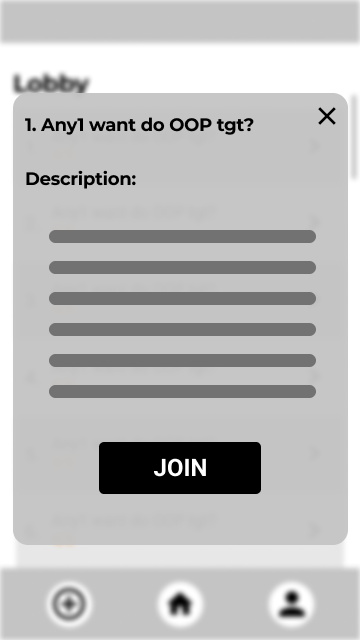 Lobby
1. Any1 want do OOP tgt?
Description:
JOIN